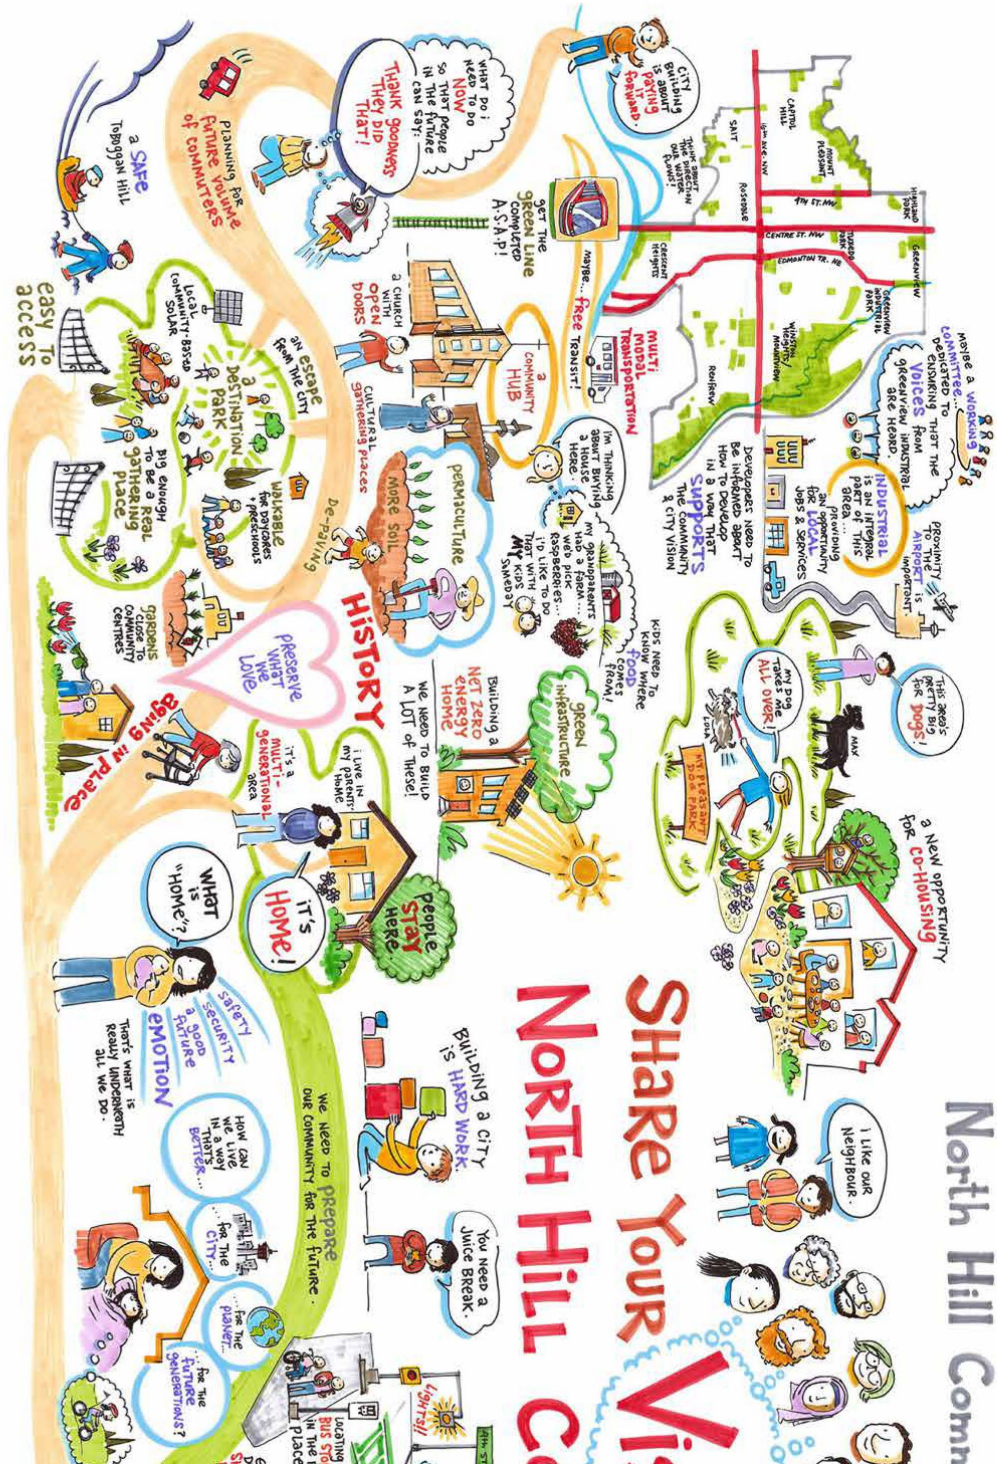 North Hill Comm
SHARE YOUR
Vi
NORTH HILL C
CAPITOL
HILL
MOUNT
PLEASANT
HIGHLAND
PARK
SAIT
16TH AVE. NW
ROSEDALE
4TH ST. NW
CENTRE ST. NW
TUXEDO
PARK
EDMONTON TR. NE
GREENVIEW
GREENVIEW
INDUSTRIAL
PARK
CRESCENT
HEIGHTS
WINSTON
HEIGHTS/
MOUNTVIEW
RENFREW
CITY
BUILDING
IS ABOUT
PAYING
IT
FORWARD.
THINK ABOUT
THE DIRECTION
OUR WATER
FLOWS!
WHAT DO I
NEED TO DO
NOW
SO THAT PEOPLE
IN THE FUTURE
CAN SAY:
THANK GOODNESS
THEY DID
THAT!
GET THE
GREEN LINE
COMPLETED
A.S.A.P!
MAYBE... FREE TRANSIT!
MULTI
MODAL
TRANSPORTATION
PLANNING FOR
FUTURE VOLUME
OF COMMUTERS
A SAFE
TOBOGGAN HILL
MAYBE A WORKING
COMMITTEE...
DEDICATED TO
ENSURING THAT THE
VOICES FROM
GREENVIEW INDUSTRIAL
ARE HEARD.
INDUSTRIAL
IS AN INTEGRAL
PART OF THIS
AREA...
PROVIDING
AN OPPORTUNITY
FOR LOCAL
JOBS & SERVICES
PROXIMITY
TO THE
AIRPORT IS
IMPORTANT.
DEVELOPERS NEED TO
BE INFORMED ABOUT
HOW TO DEVELOP
IN A WAY THAT
SUPPORTS
THE COMMUNITY
& CITY VISION
A CHURCH
WITH
OPEN
DOORS
A
COMMUNITY
HUB
CULTURAL
GATHERING PLACES
I'M THINKING
ABOUT BUYING
A HOUSE
HERE.
MY GRANDPARENTS
HAD A FARM...
WE'D PICK
RASPBERRIES...
I'D LIKE TO DO
THAT WITH
MY KIDS
SOMEDAY
KIDS NEED TO
KNOW WHERE
FOOD
COMES
FROM!
PERMACULTURE
MORE SOIL
DE-PAVING
LOCAL
COMMUNITY-BASED
SOLAR
AN ESCAPE
FROM THE CITY
A
DESTINATION
PARK
EASY TO
ACCESS
BIG ENOUGH
TO BE A REAL
GATHERING
PLACE
WALKABLE
FOR DAYCARES
& PRESCHOOLS
GARDENS
CLOSE TO
COMMUNITY
CENTRES
HISTORY
PRESERVE
WHAT
WE
LOVE
AGING IN PLACE
BUILDING A
NET ZERO
ENERGY
HOME
WE NEED TO BUILD
A LOT OF THESE!
GREEN
INFRASTRUCTURE
THIS AREA'S
PRETTY BIG
FOR DOGS!
MY DOG
TAKES ME
ALL OVER!
MAX
LOLA
MT. PLEASANT
DOG PARK
A NEW OPPORTUNITY
FOR CO-HOUSING
I LIVE IN
MY PARENTS'
HOME
IT'S A
MULTI-
GENERATIONAL
AREA
IT'S
HOME!
PEOPLE
STAY
HERE
WHAT
IS
"HOME"?
SAFETY
SECURITY
A GOOD
FUTURE
EMOTION
THAT'S WHAT IS
REALLY UNDERNEATH
ALL WE DO.
BUILDING A CITY
IS HARD WORK.
YOU NEED A
JUICE BREAK.
I LIKE OUR
NEIGHBOUR.
WE NEED TO PREPARE
OUR COMMUNITY FOR THE FUTURE.
HOW CAN
WE LIVE
IN A WAY
THAT'S
BETTER...
...FOR THE
CITY...
...FOR THE
PLANET...
...FOR THE
FUTURE
GENERATIONS?
LIGHTS!!
LOCATING
BUS STO
IN THE
PLACE